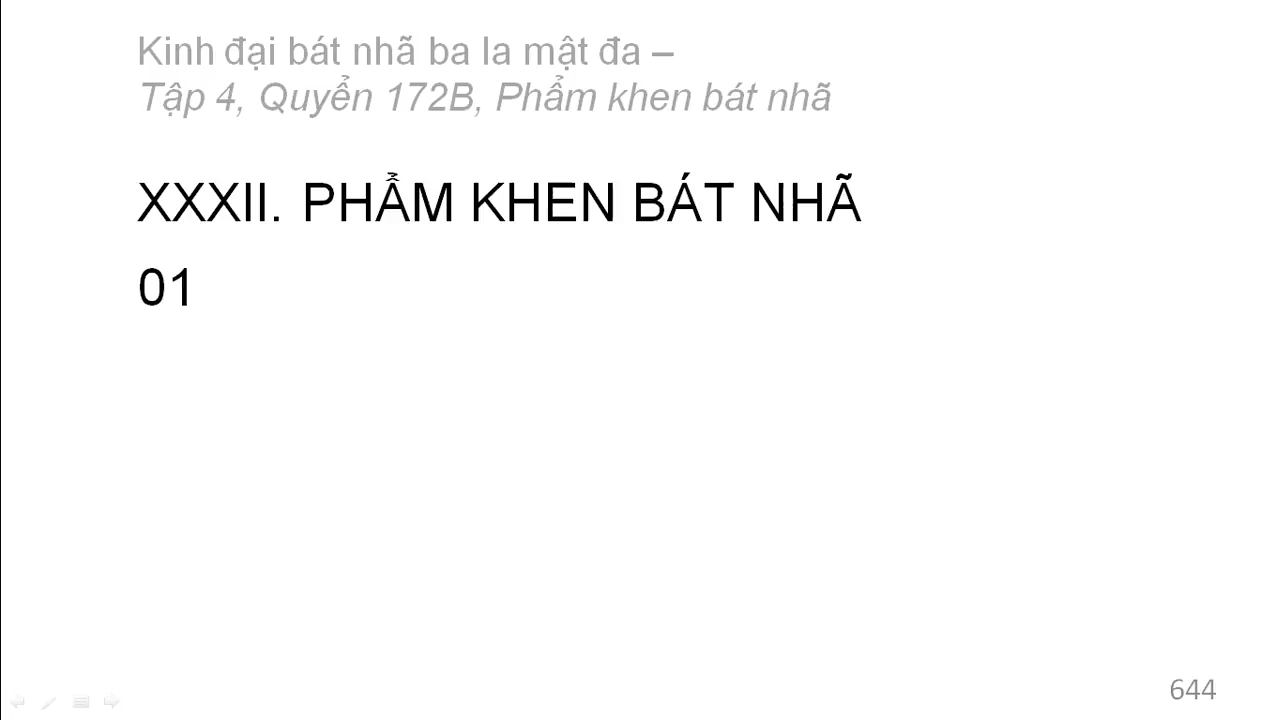 Kinh đại bát nhã ba la mật đa –
Tập 4, Quyển 172B, Phẩm khen bát nhã
XXXII. PHẨM KHEN BÁT NHÃ
01
644